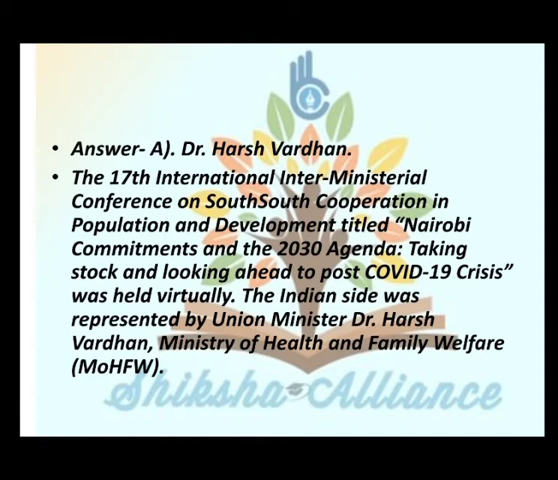 • Answer- A). Dr. Harsh Vardhan.
• The 17th International Inter-Ministerial
Conference on SouthSouth Cooperation in
Population and Development titled “Nairobi
Commitments and the 2030 Agenda: Taking
stock and looking ahead to post COVID-19 Crisis”
was held virtually. The Indian side was
represented by Union Minister Dr. Harsh
Vardhan, Ministry of Health and Family Welfare
(MoHFW).
Shiksha Alliance